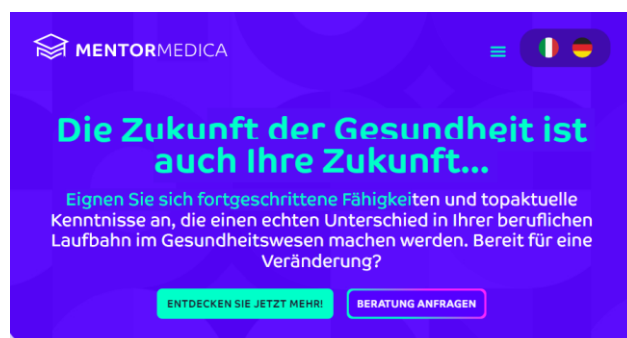 MENTORMEDICA
Die Zukunft der Gesundheit ist
auch Ihre Zukunft...
Eignen Sie sich fortgeschrittene Fähigkeiten und topaktuelle
Kenntnisse an, die einen echten Unterschied in Ihrer beruflichen
Laufbahn im Gesundheitswesen machen werden. Bereit für eine
Veränderung?
ENTDECKEN SIE JETZT MEHR!
BERATUNG ANFRAGEN